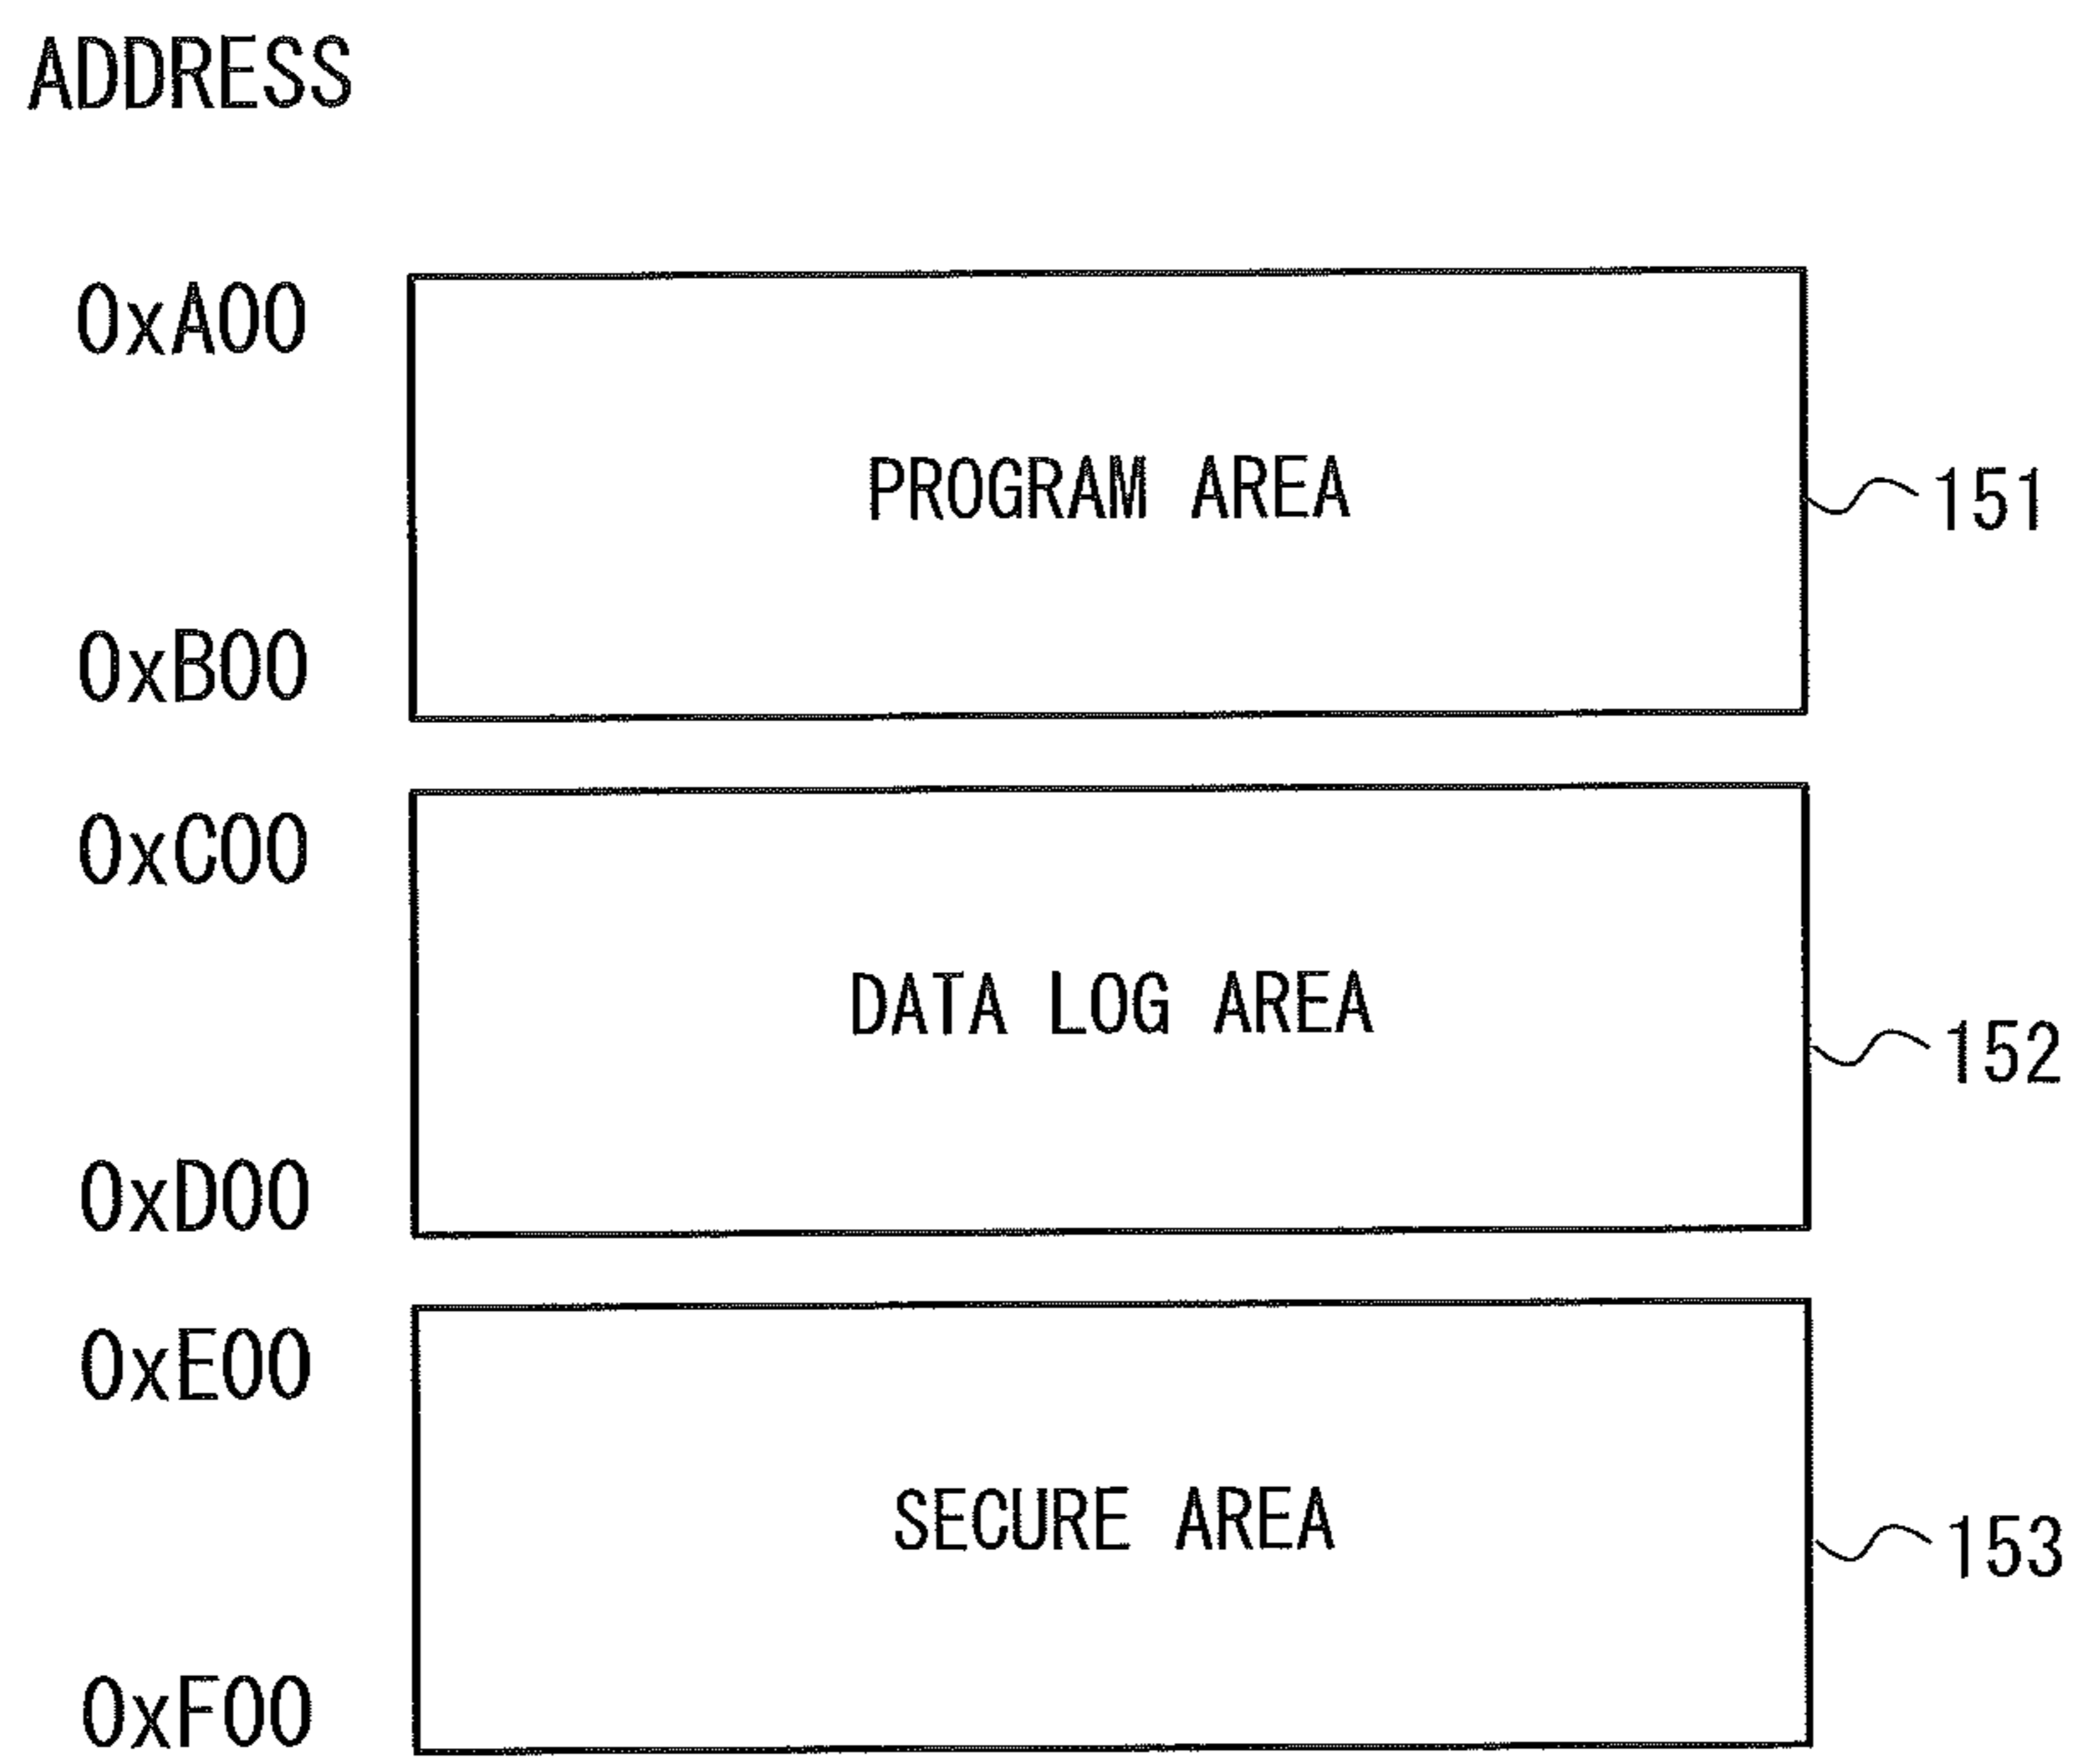 ADDRESS
0xA00
PROGRAM AREA
151
0xB00
0xC00
DATA LOG AREA
152
0xD00
0xE00
SECURE AREA
153
0xF00